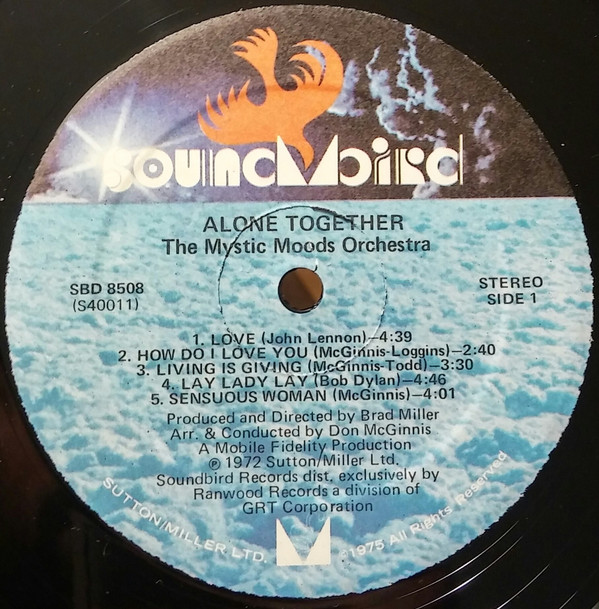 soundbird
ALONE TOGETHER
The Mystic Moods Orchestra
SBD 8508
(S40011)
STEREO
SIDE 1
1. LOVE (John Lennon)–4:39
2. HOW DO I LOVE YOU (McGinnis-Loggins)–2:40
3. LIVING IS GIVING (McGinnis-Todd)–3:30
4. LAY LADY LAY (Bob Dylan)–4:46
5. SENSUOUS WOMAN (McGinnis)–4:01
Produced and Directed by Brad Miller
Arr. & Conducted by Don McGinnis
A Mobile Fidelity Production
℗ 1972 Sutton/Miller Ltd.
Soundbird Records dist. exclusively by
Ranwood Records a division of
GRT Corporation
SUTTON/MILLER LTD.
©1975 All Rights Reserved